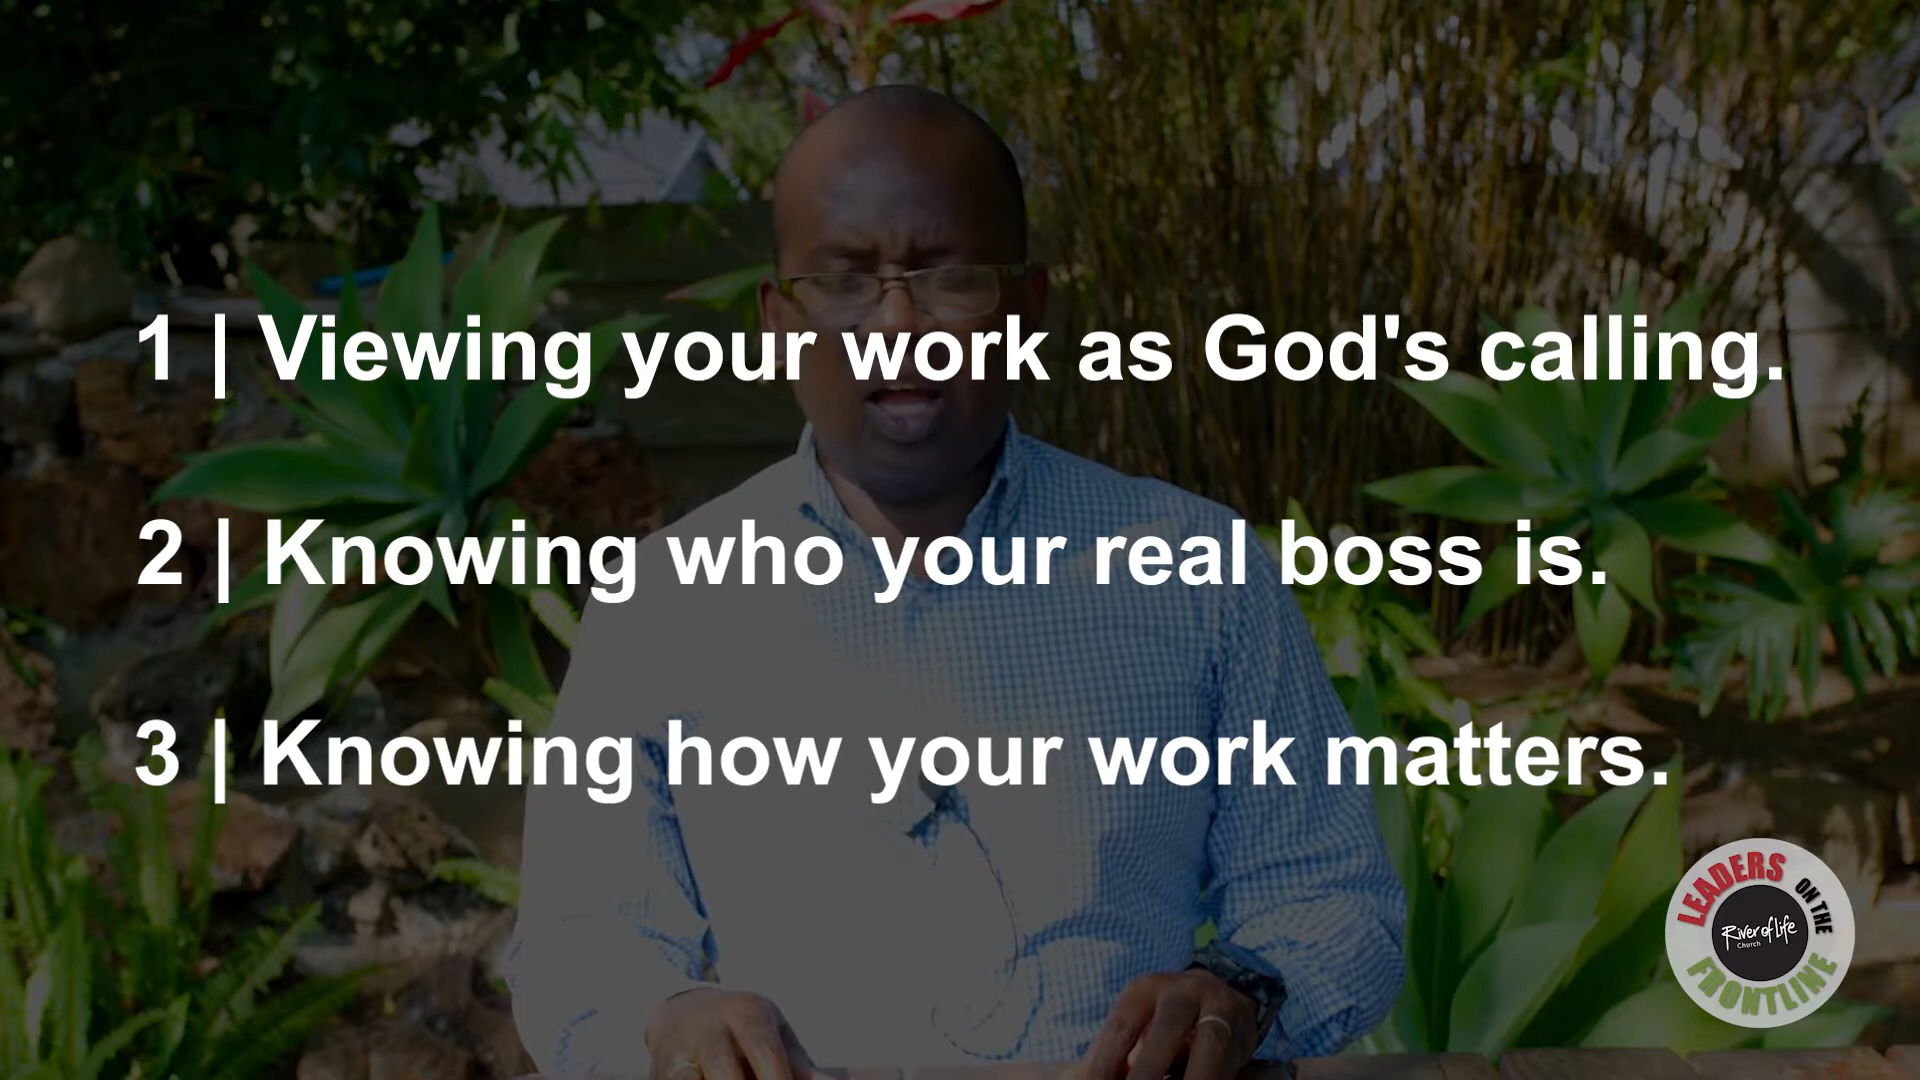 1 | Viewing your work as God's calling.
2 | Knowing who your real boss is.
3 | Knowing how your work matters.
LEADERS
ON THE
FRONTLINE
River of Life
Church